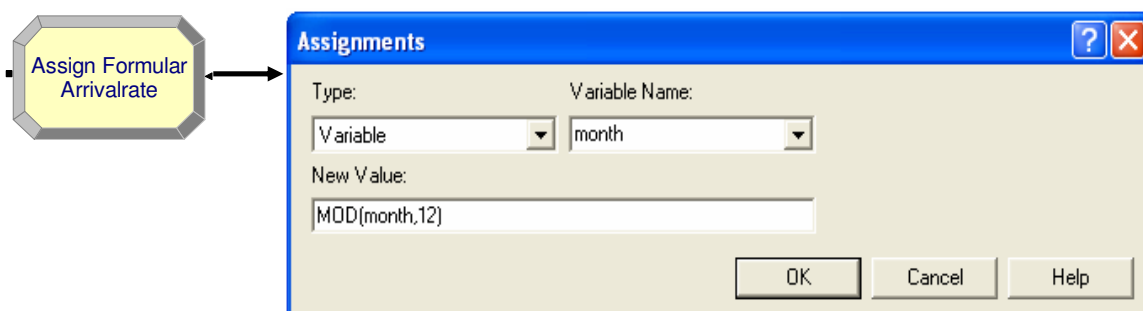 Assign Formular
Arrivalrate
Assignments
Type:
Variable Name:
Variable
month
New Value:
MOD(month,12)
OK
Cancel
Help